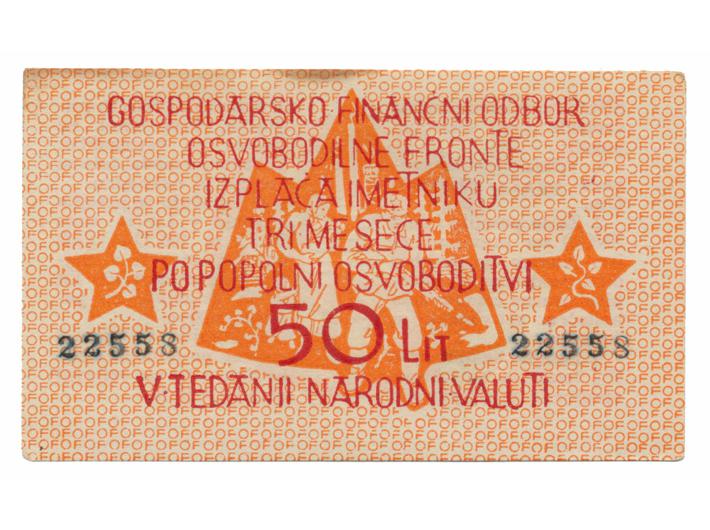 GOSPODARSKO-FINANČNI ODBOR
OSVOBODILNE FRONTE
IZPLAČA IMETNIKU
TRI MESECE
PO POPOLNI OSVOBODITVI
50 LIT
22558 22558
V·TEDANJI NARODNI VALUTI